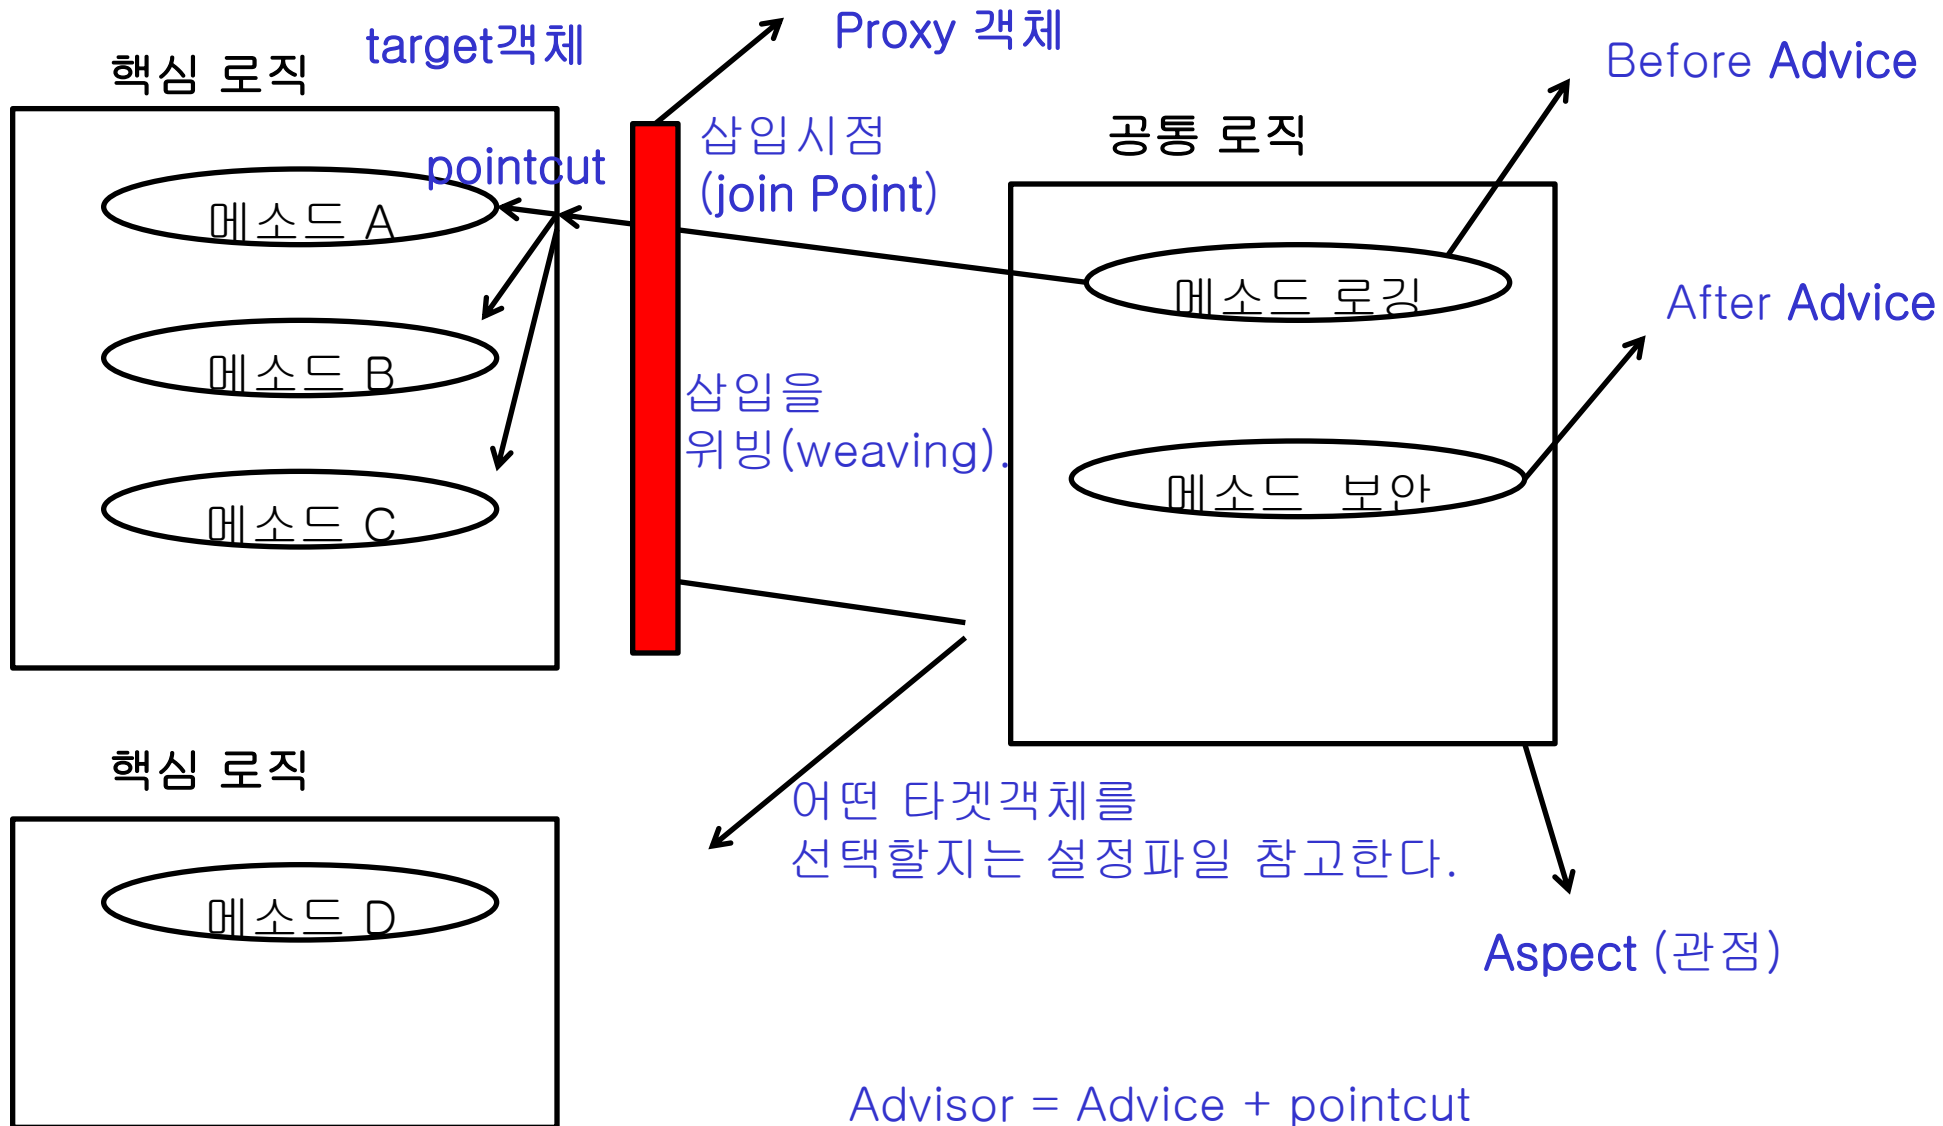 target객체
Proxy 객체
핵심 로직
Before Advice
삽입시점
(join Point)
공통 로직
pointcut
메소드 A
메소드 로깅
After Advice
메소드 B
삽입을
위빙(weaving).
메소드 C
메소드 보안
핵심 로직
어떤 타겟객체를
선택할지는 설정파일 참고한다.
메소드 D
Aspect (관점)
Advisor = Advice + pointcut